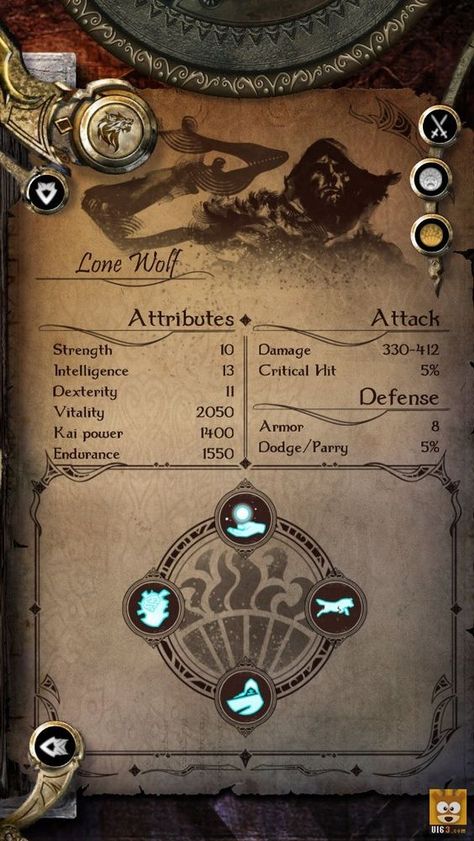 Lone Wolf
Attributes
Strength 10
Intelligence 13
Dexterity 11
Vitality 2050
Kai power 1400
Endurance 1550
Attack
Damage 330-412
Critical Hit 5%
Defense
Armor 8
Dodge/Parry 5%
UI63.com